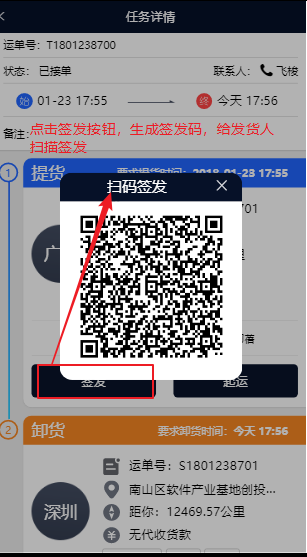 任务详情
运单号：T1801238700
状态： 已接单 联系人： 飞梭
始 01-23 17:55 终 今天 17:56
备注：点击签发按钮，生成签发码，给发货人
扫描签发
1 提货 要求提货时间：2018-01-23 17:55
扫码签发
签发 起运
2 卸货 要求卸货时间：今天 17:56
运单号：S1801238701
深圳 南山区软件产业基地创投...
距你：12469.57公里
无代收货款